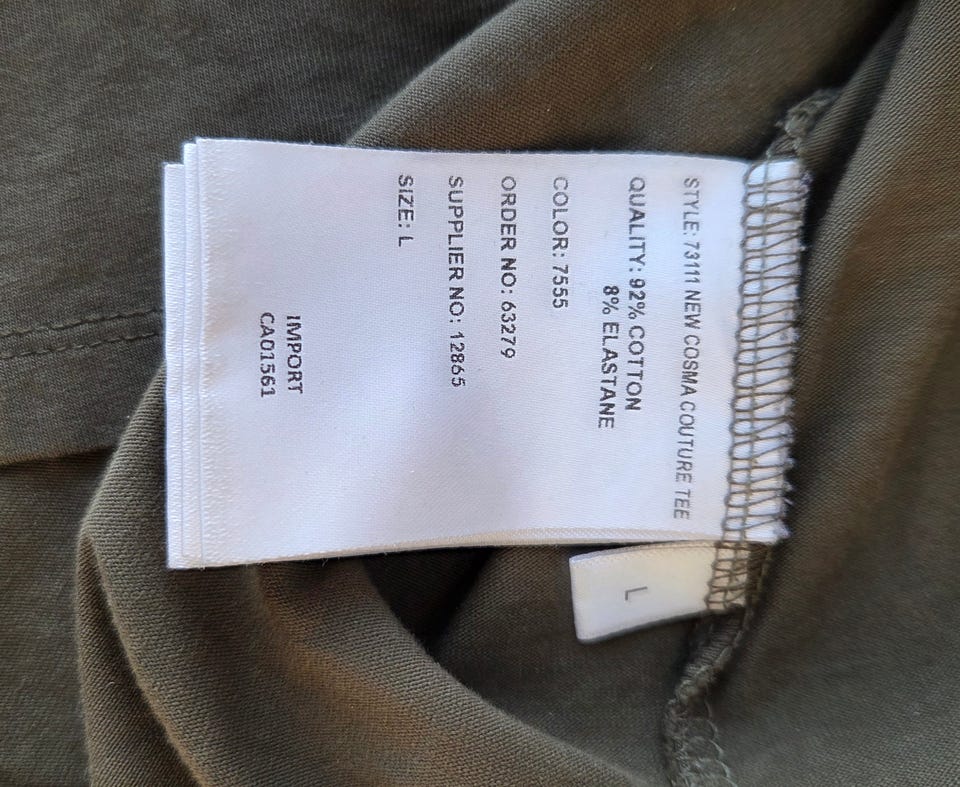 STYLE: 73111 NEW COSMA COUTURE TEE
QUALITY: 92% COTTON
8% ELASTANE
COLOR: 7555
ORDER NO: 63279
SUPPLIER NO: 12865
SIZE: L
IMPORT
CA01561
L